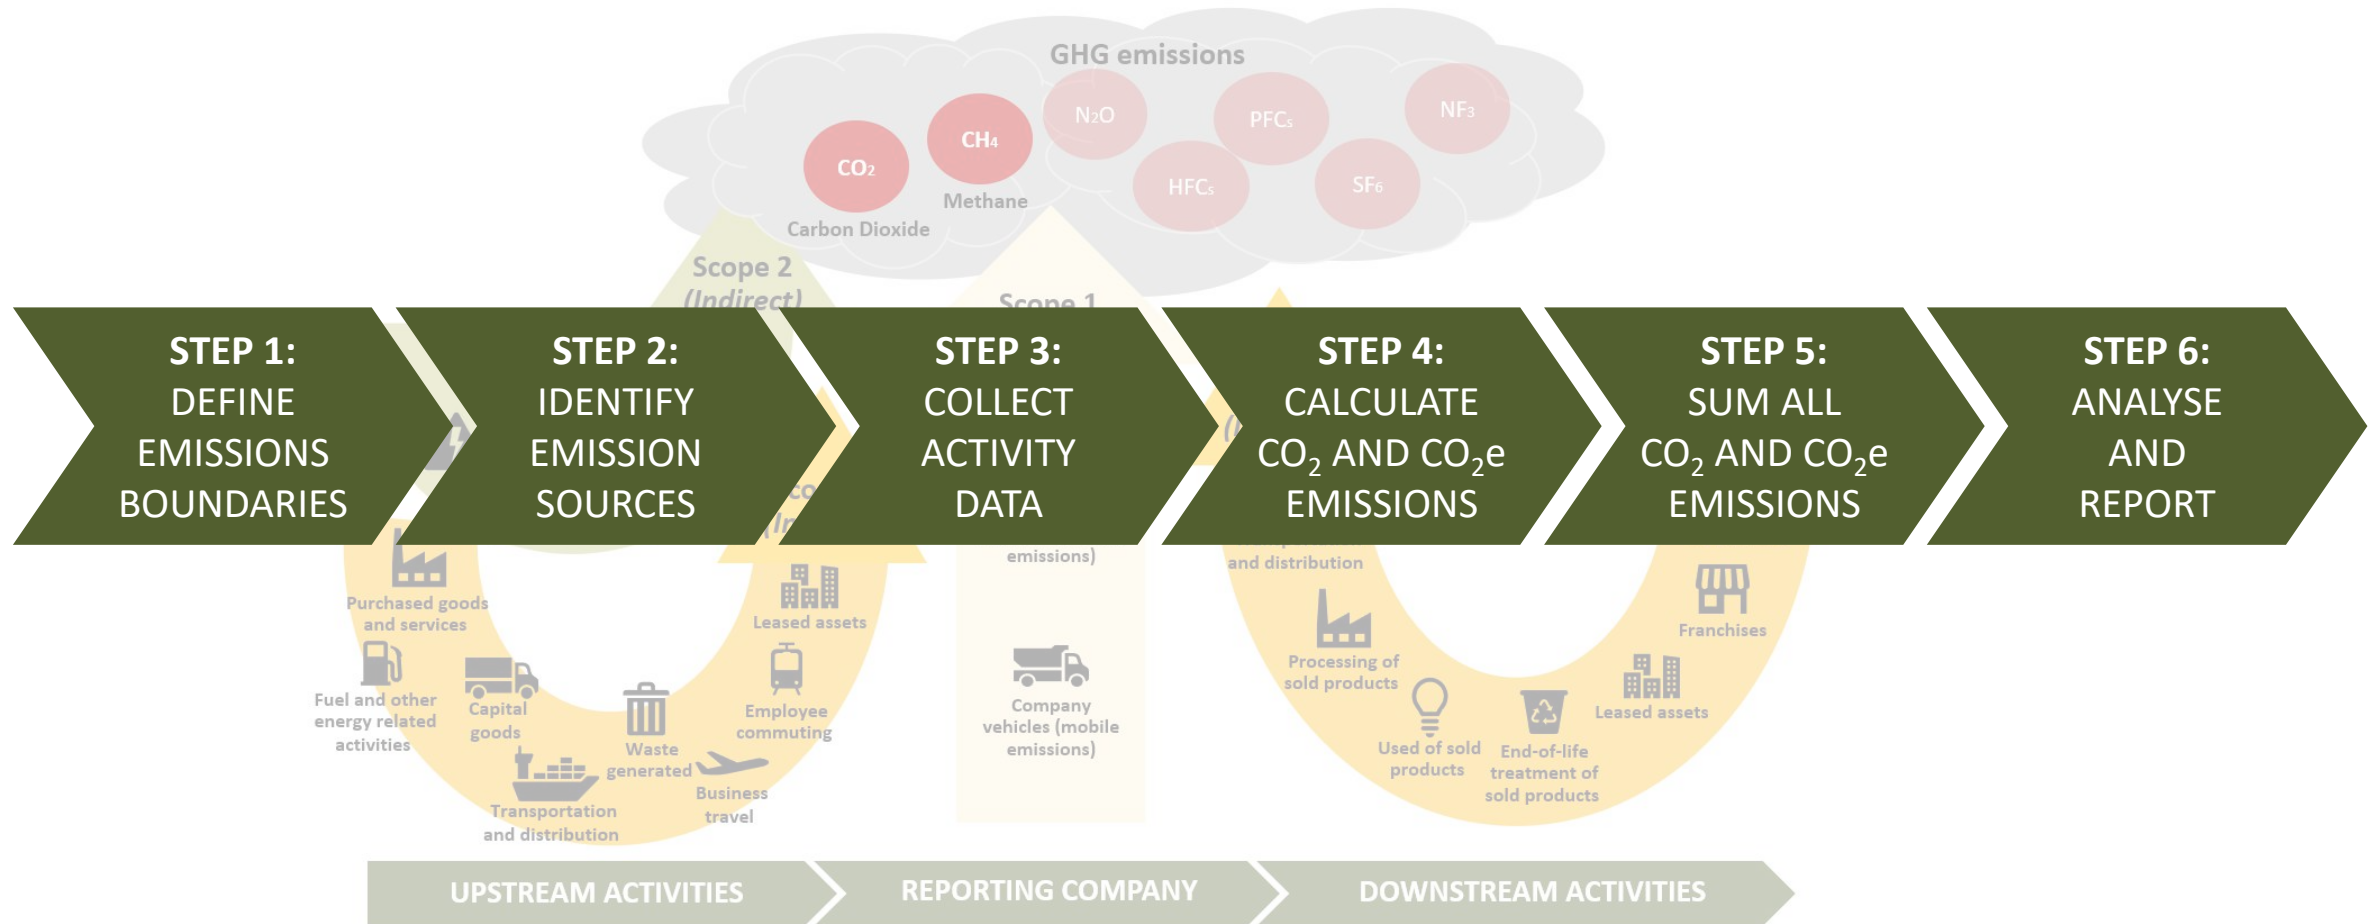 GHG emissions
CO2
CH4
N2O
HFCs
PFCs
SF6
NF3
Methane
Carbon Dioxide
Scope 2
(Indirect)
Scope 1
STEP 1:
DEFINE
EMISSIONS
BOUNDARIES
STEP 2:
IDENTIFY
EMISSION
SOURCES
STEP 3:
COLLECT
ACTIVITY
DATA
STEP 4:
CALCULATE
CO2 AND CO2e
EMISSIONS
STEP 5:
SUM ALL
CO2 AND CO2e
EMISSIONS
STEP 6:
ANALYSE
AND
REPORT
Purchased goods
and services
Fuel and other
energy related
activities
Capital
goods
Transportation
and distribution
Waste
generated
Business
travel
Employee
commuting
Leased assets
emissions)
Company
vehicles (mobile
emissions)
and distribution
Processing of
sold products
Used of sold
products
End-of-life
treatment of
sold products
Leased assets
Franchises
UPSTREAM ACTIVITIES
REPORTING COMPANY
DOWNSTREAM ACTIVITIES